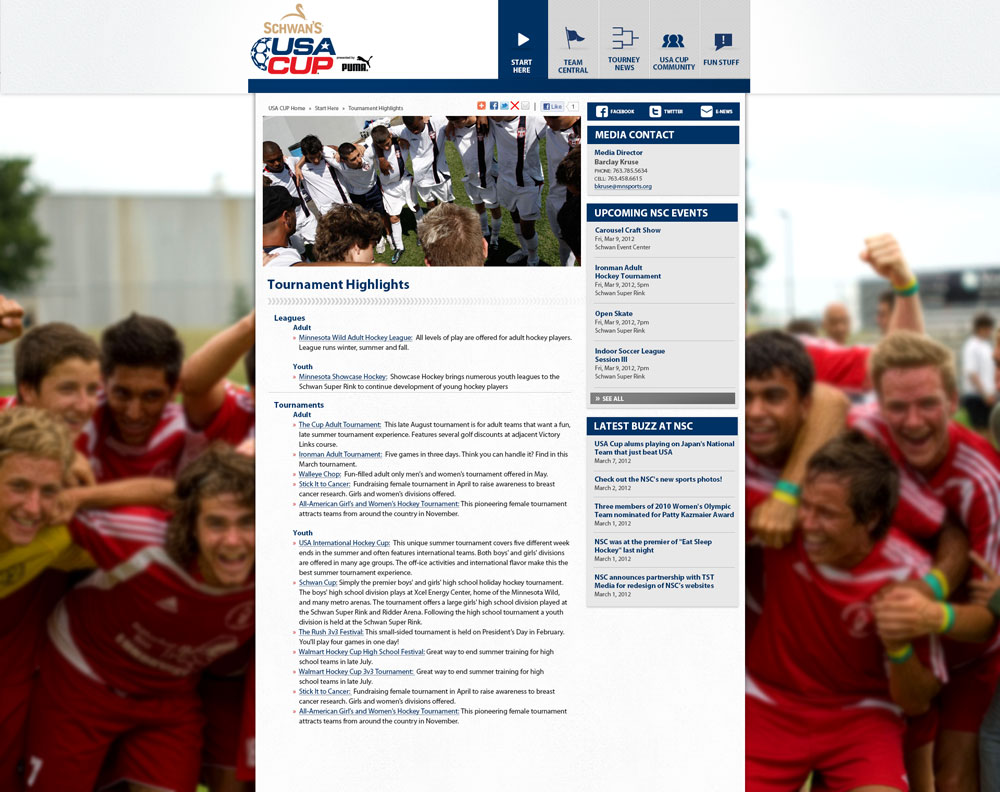 SCHWAN'S
USA
CUP
presented by PUMA
START
HERE
TEAM
CENTRAL
TOURNEY
NEWS
USA CUP
COMMUNITY
FUN STUFF
USA CUP Home » Start Here » Tournament Highlights
Like 1
FACEBOOK TWITTER E-NEWS
Tournament Highlights
Leagues
Adult
» Minnesota Wild Adult Hockey League: All levels of play are offered for adult hockey players.
League runs winter, summer and fall.
Youth
» Minnesota Showcase Hockey: Showcase Hockey brings numerous youth leagues to the
Schwan Super Rink to continue development of young hockey players
Tournaments
Adult
» The Cup Adult Tournament: This late August tournament is for adult teams that want a fun,
late summer tournament experience. Features several golf discounts at adjacent Victory
Links course.
» Ironman Adult Tournament: Five games in three days. Think you can handle it? Find in this
March tournament.
» Walleye Chop: Fun-filled adult only men's and women's tournament offered in May.
» Stick It to Cancer: Fundraising female tournament in April to raise awareness to breast
cancer research. Girls and women's divisions offered.
» All-American Girl's and Women's Hockey Tournament: This pioneering female tournament
attracts teams from around the country in November.
Youth
» USA International Hockey Cup: This unique summer tournament covers five different week
ends in the summer and often features international teams. Both boys' and girls' divisions
are offered in many age groups. The off-ice activities and international flavor make this the
best summer tournament experience.
» Schwan Cup: Simply the premier boys' and girls' high school holiday hockey tournament.
The boys' high school division plays at Xcel Energy Center, home of the Minnesota Wild,
and many metro arenas. The tournament offers a large girls' high school division played at
the Schwan Super Rink and Ridder Arena. Following the high school tournament a youth
division is held at the Schwan Super Rink.
» The Rush 3v3 Festival: This small-sided tournament is held on President's Day in February.
You'll play four games in one day!
» Walmart Hockey Cup High School Festival: Great way to end summer training for high
school teams in late July.
» Walmart Hockey Cup 3v3 Tournament: Great way to end summer training for high
school teams in late July.
» Stick It to Cancer: Fundraising female tournament in April to raise awareness to breast
cancer research. Girls and women's divisions offered.
» All-American Girl's and Women's Hockey Tournament: This pioneering female tournament
attracts teams from around the country in November.
MEDIA CONTACT
Media Director
Barclay Kruse
PHONE: 763.785.5634
CELL: 763.458.6615
bkruse@mnsports.org
UPCOMING NSC EVENTS
Carousel Craft Show
Fri, Mar 9, 2012
Schwan Event Center
Ironman Adult
Hockey Tournament
Fri, Mar 9, 2012, 5pm
Schwan Super Rink
Open Skate
Fri, Mar 9, 2012, 7pm
Schwan Super Rink
Indoor Soccer League
Session III
Fri, Mar 9, 2012, 7pm
Schwan Super Rink
» SEE ALL
LATEST BUZZ AT NSC
USA Cup alums playing on Japan's National
Team that just beat USA
March 7, 2012
Check out the NSC's new sports photos!
March 2, 2012
Three members of 2010 Women's Olympic
Team nominated for Patty Kazmaier Award
March 1, 2012
NSC was at the premier of "Eat Sleep
Hockey" last night
March 1, 2012
NSC announces partnership with TST
Media for redesign of NSC's websites
March 1, 2012